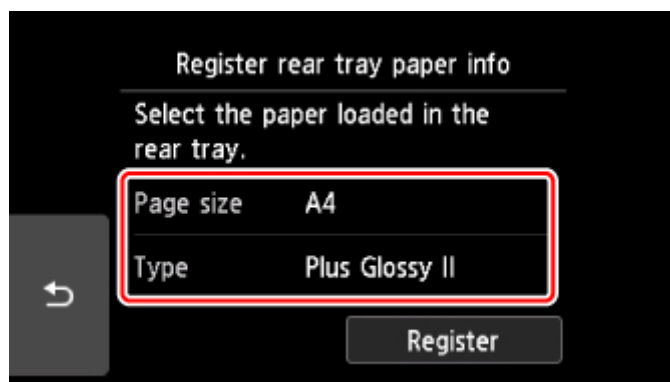 Register rear tray paper info
Select the paper loaded in the
rear tray.
Page size A4
Type Plus Glossy II
Register